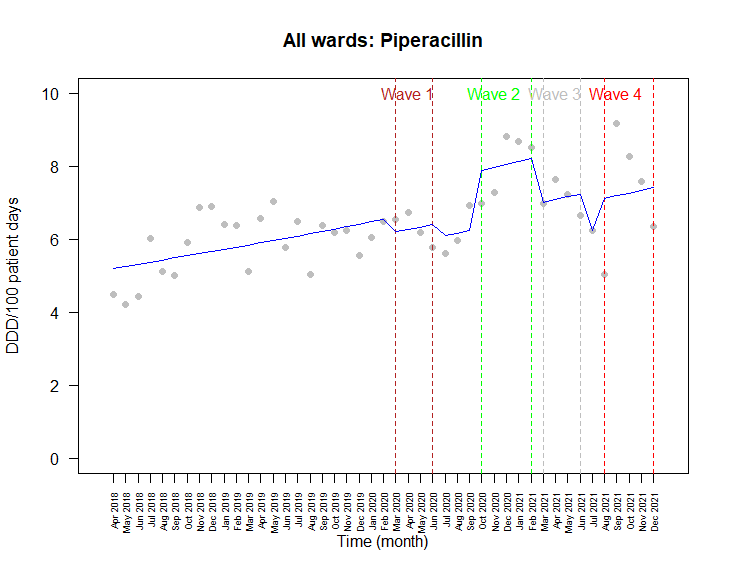 All wards: Piperacillin
DDD/100 patient days
10
8
6
4
2
0
Wave 1
Wave 2
Wave 3
Wave 4
Apr 2018
May 2018
Jun 2018
Jul 2018
Aug 2018
Sep 2018
Oct 2018
Nov 2018
Dec 2018
Jan 2019
Feb 2019
Mar 2019
Apr 2019
May 2019
Jun 2019
Jul 2019
Aug 2019
Sep 2019
Oct 2019
Nov 2019
Dec 2019
Jan 2020
Feb 2020
Mar 2020
Apr 2020
May 2020
Jun 2020
Jul 2020
Aug 2020
Sep 2020
Oct 2020
Nov 2020
Dec 2020
Jan 2021
Feb 2021
Mar 2021
Apr 2021
May 2021
Jun 2021
Jul 2021
Aug 2021
Sep 2021
Oct 2021
Nov 2021
Dec 2021
Time (month)